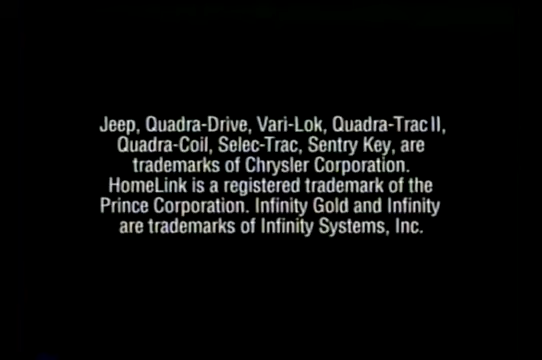 Jeep, Quadra-Drive, Vari-Lok, Quadra-Trac II,
Quadra-Coil, Selec-Trac, Sentry Key, are
trademarks of Chrysler Corporation.
HomeLink is a registered trademark of the
Prince Corporation. Infinity Gold and Infinity
are trademarks of Infinity Systems, Inc.